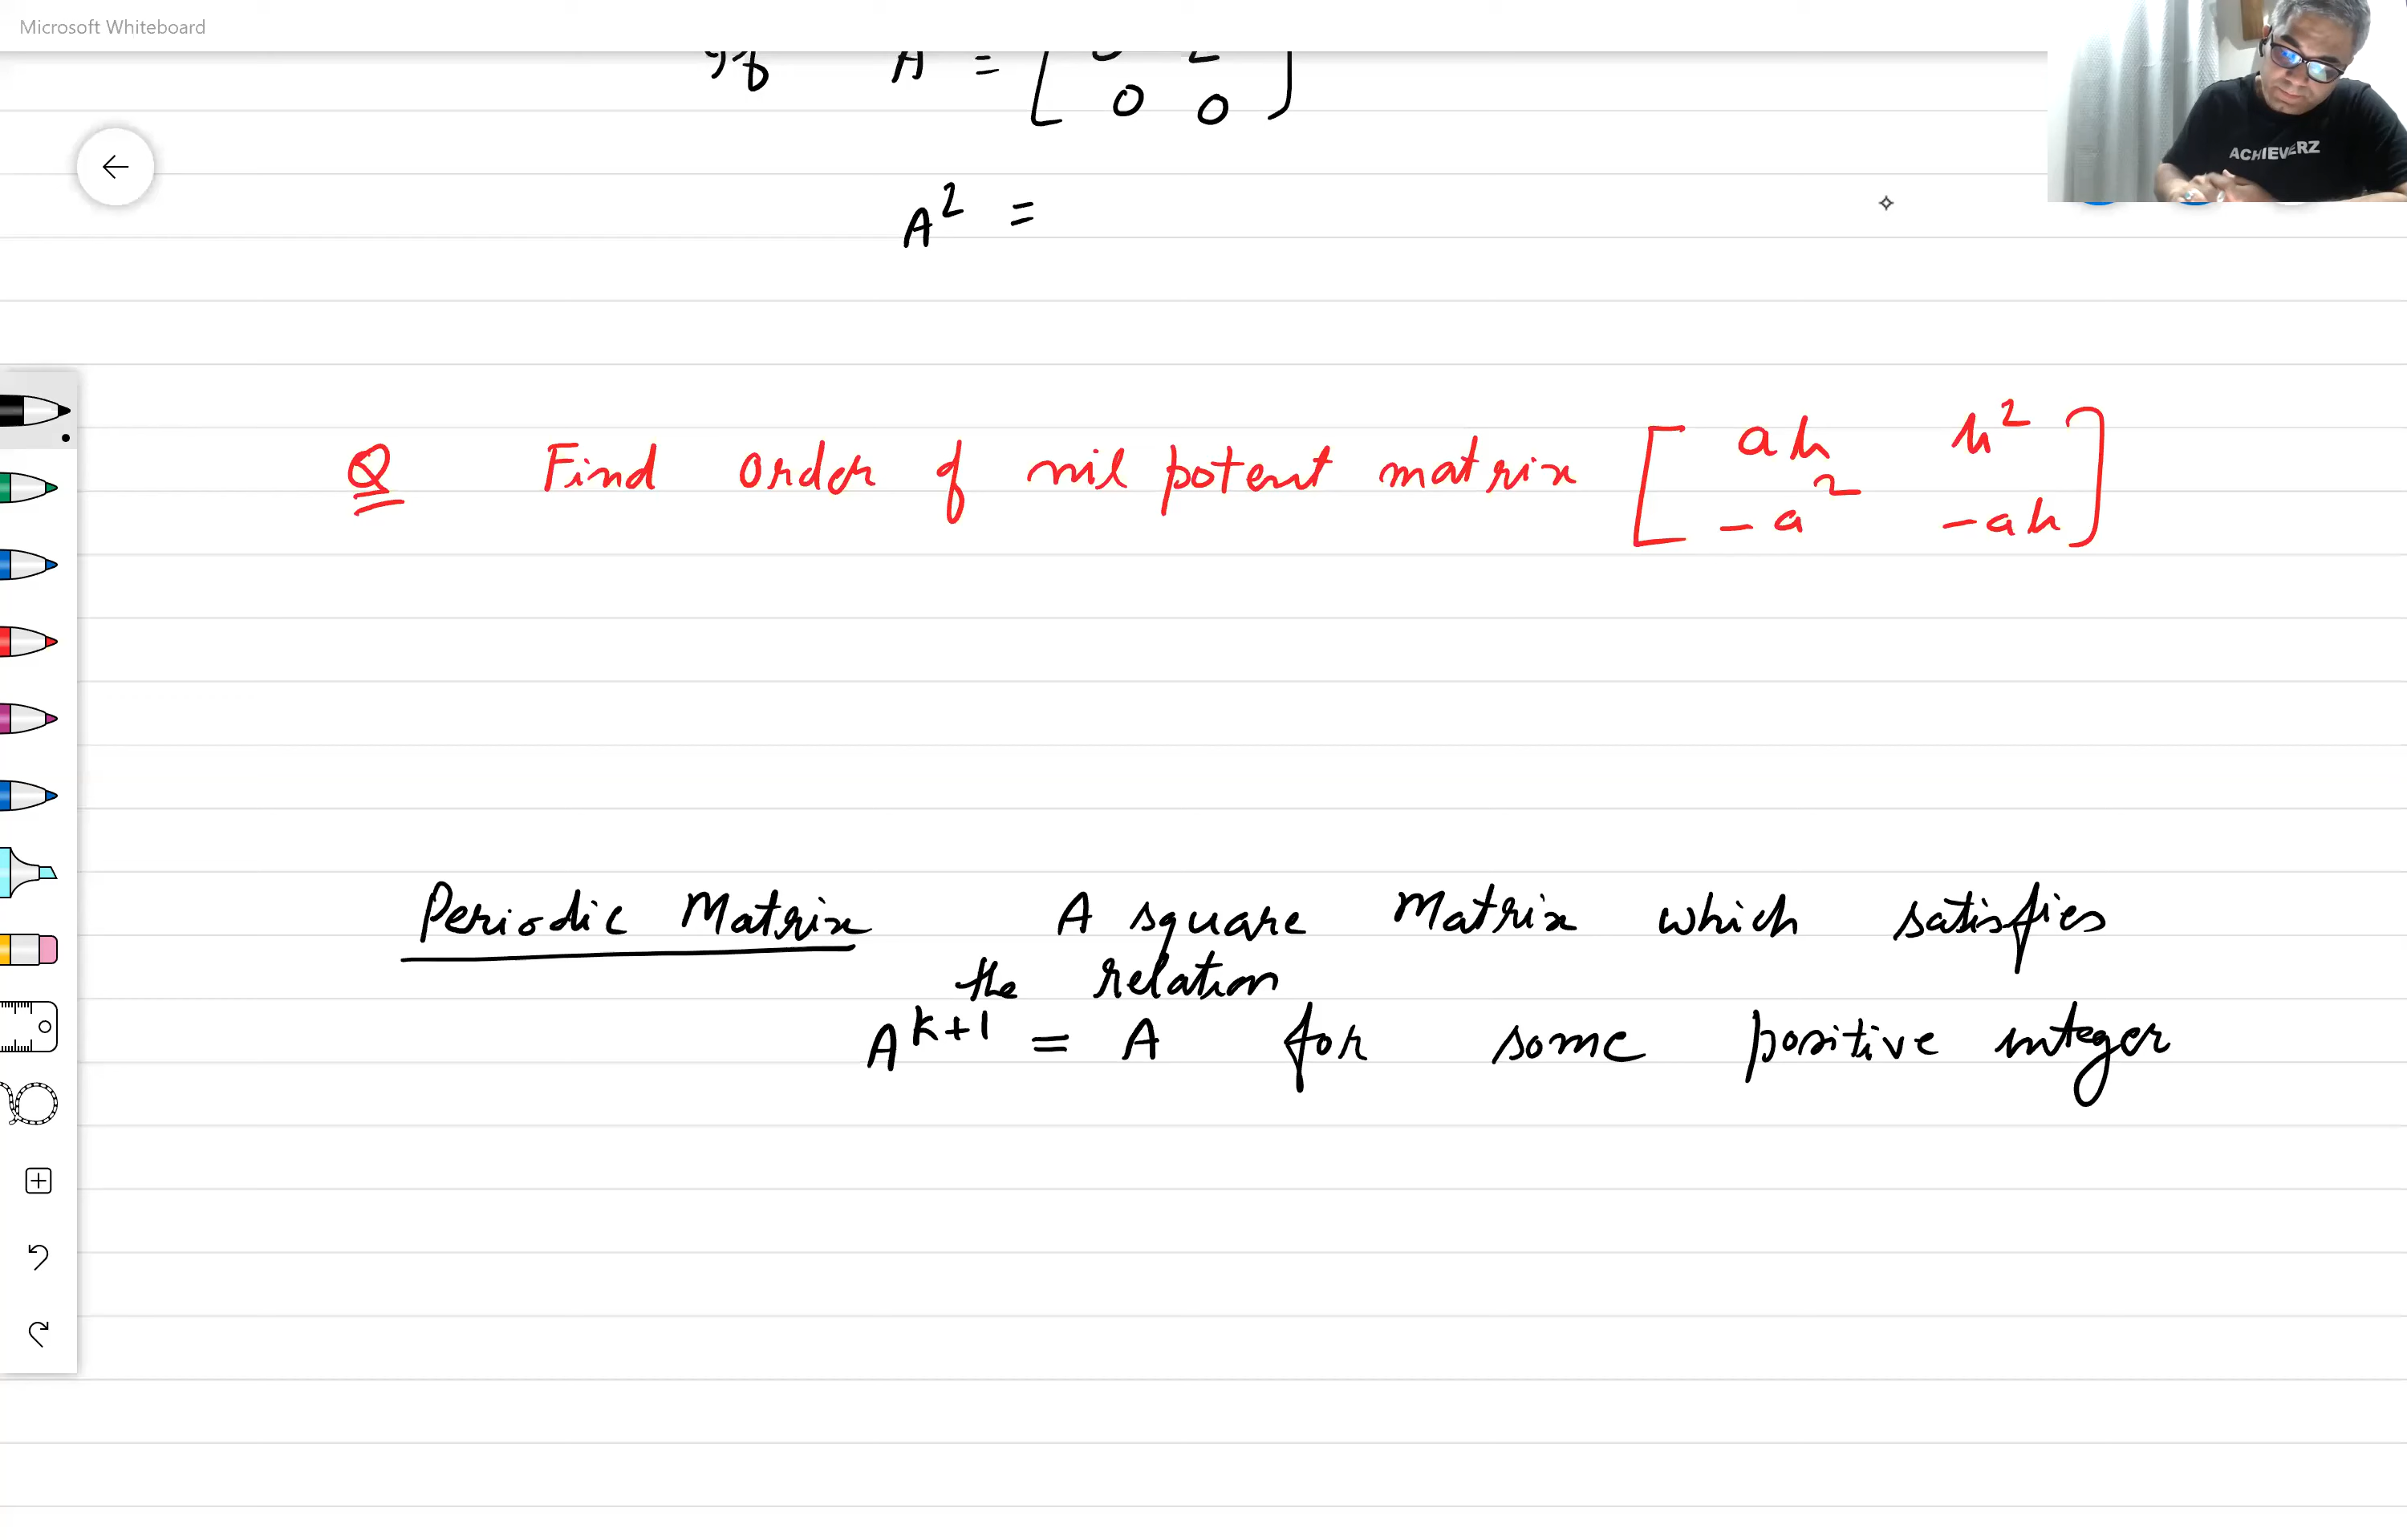 Microsoft Whiteboard
If A = [
0 0 ]
A² =
ACHIEVERZ
Q Find order of nil potent matrix [ ab b²
-a² -ab ]
Periodic Matrix A square Matrix which satisfies
the relation
A^k+1 = A for some positive integer